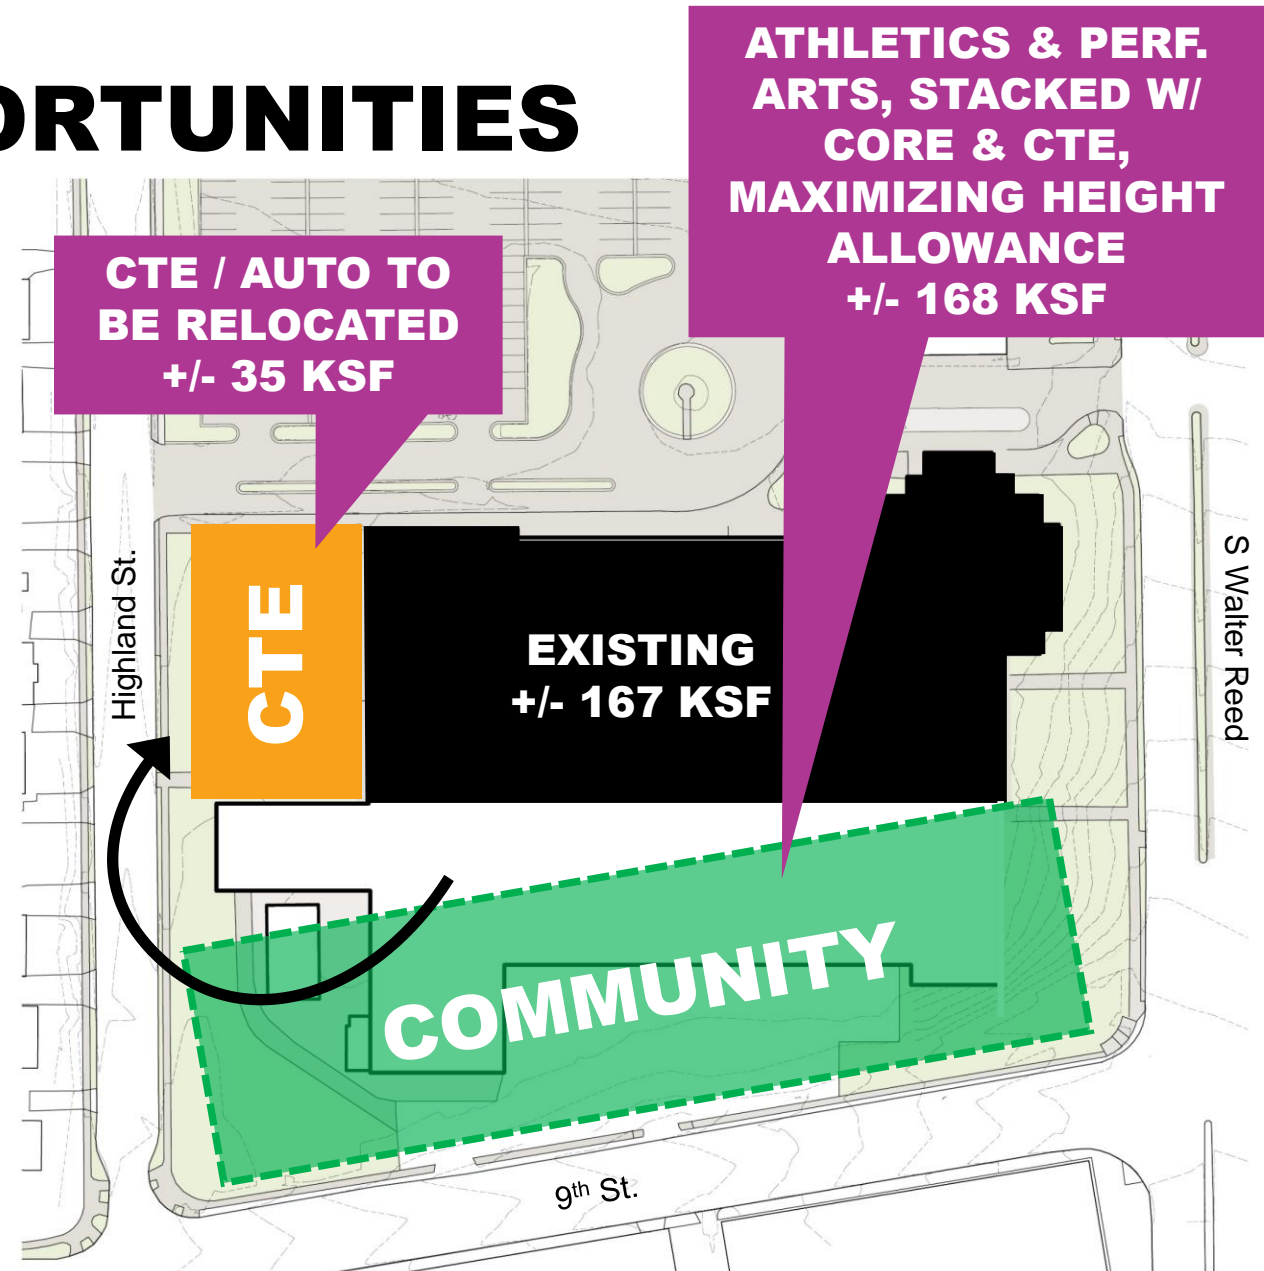 ORTUNITIES
ATHLETICS & PERF.
ARTS, STACKED W/
CORE & CTE,
MAXIMIZING HEIGHT
ALLOWANCE
+/- 168 KSF
CTE / AUTO TO
BE RELOCATED
+/- 35 KSF
Highland St.
CTE
EXISTING
+/- 167 KSF
S Walter Reed
COMMUNITY
9th St.